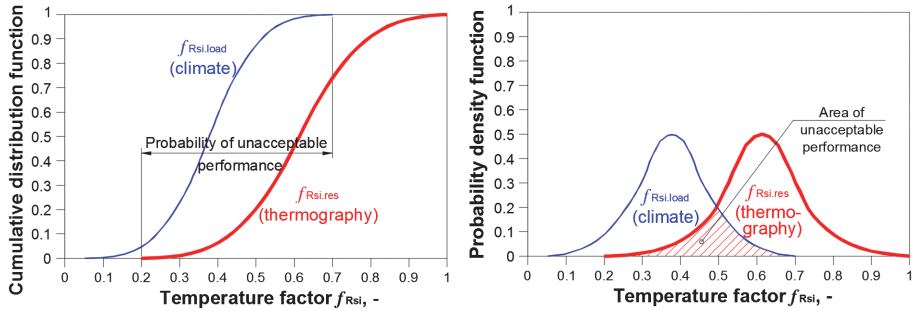 Cumulative distribution function
1
0.9
0.8
0.7
0.6
0.5
0.4
0.3
0.2
0.1
0
fRsi.load
(climate)
Probability of unacceptable
performance
fRsi.res
(thermography)
0 0.1 0.2 0.3 0.4 0.5 0.6 0.7 0.8 0.9 1
Temperature factor fRsi, -
Probability density function
1
0.9
0.8
0.7
0.6
0.5
0.4
0.3
0.2
0.1
0
Area of
unacceptable
performance
fRsi.load
(climate)
fRsi.res
(thermo-
graphy)
0 0.1 0.2 0.3 0.4 0.5 0.6 0.7 0.8 0.9 1
Temperature factor fRsi, -